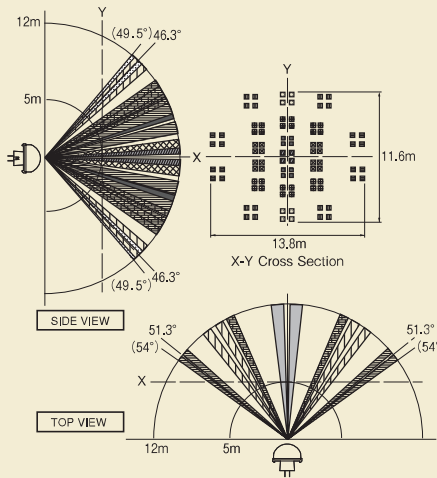 Y
12m
(49.5°)
46.3°
5m
X
46.3°
(49.5°)
SIDE VIEW
Y
11.6m
13.8m
X-Y Cross Section
51.3°
(54°)
51.3°
(54°)
X
TOP VIEW
12m
5m